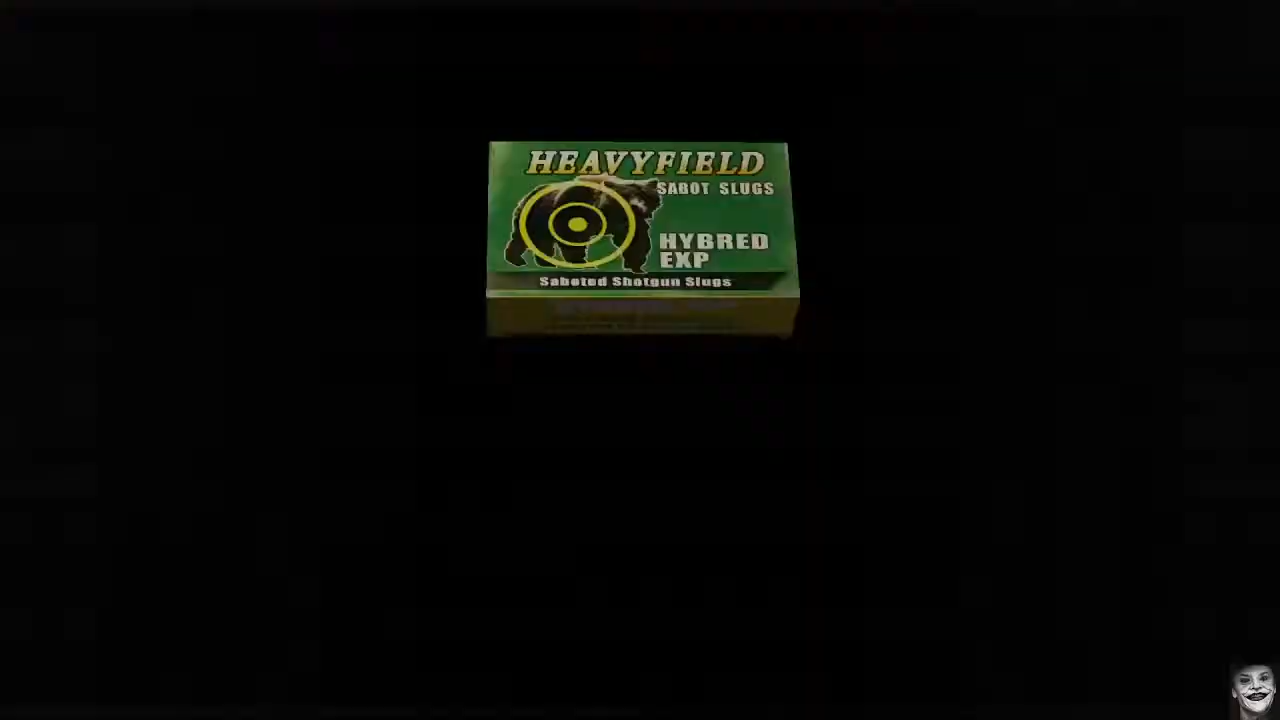 HEAVYFIELD
SABOT SLUGS
HYBRED
EXP
Saboted Shotgun Slugs